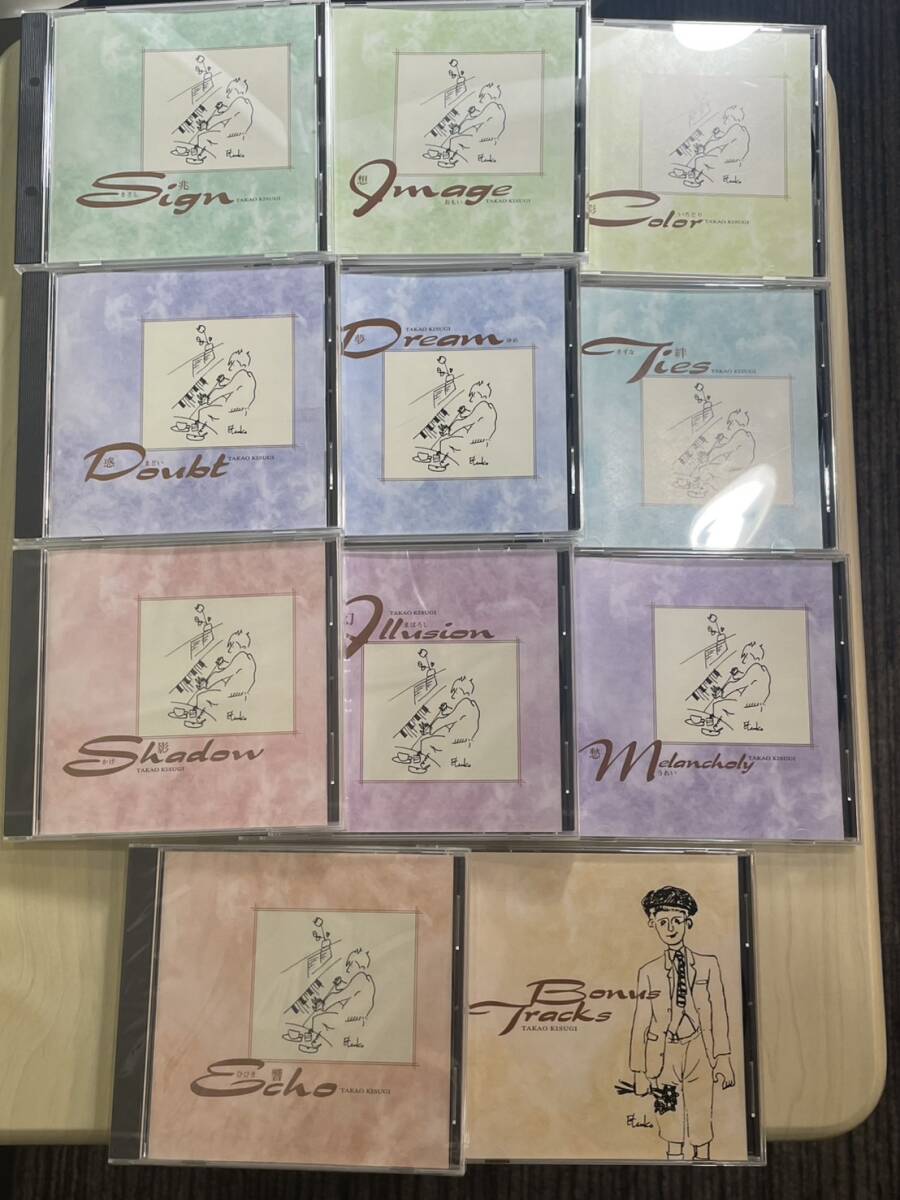 兆
Sign
まざし
TAKAO KISUGI
想
Image
おもい
TAKAO KISUGI
彩
Color
いろどり
TAKAO KISUGI
惑
Doubt
まどい
TAKAO KISUGI
TAKAO KISUGI
夢
Dream
ゆめ
きずな
絆
Ties
TAKAO KISUGI
影
Shadow
かげ
TAKAO KISUGI
TAKAO KISUGI
幻
まぼろし
Illusion
愁
Melancholy
うれい
TAKAO KISUGI
ひびき
響
Echo
TAKAO KISUGI
Bonus
Tracks
TAKAO KISUGI